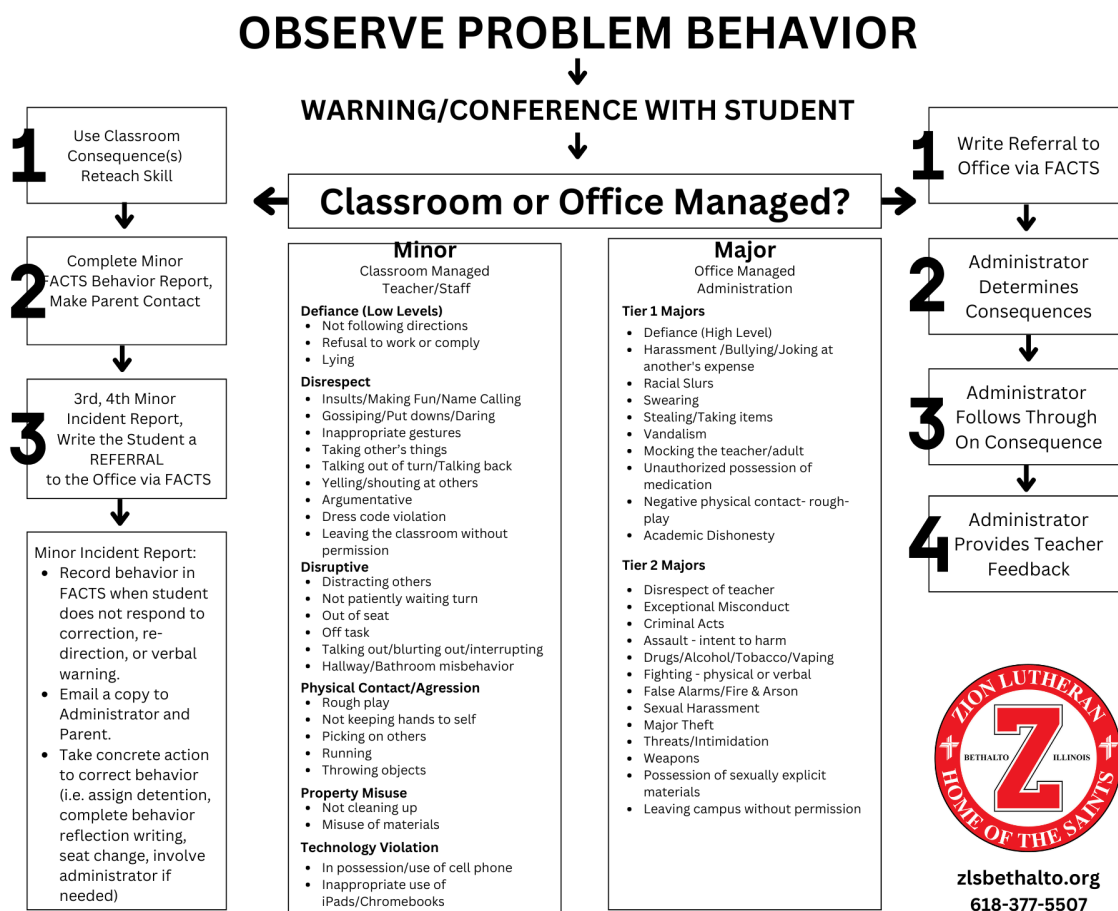 OBSERVE PROBLEM BEHAVIOR
WARNING/CONFERENCE WITH STUDENT
Classroom or Office Managed?
1
Use Classroom
Consequence(s)
Reteach Skill
2
Complete Minor
FACTS Behavior Report,
Make Parent Contact
3
3rd, 4th Minor
Incident Report,
Write the Student a
REFERRAL
to the Office via FACTS
Minor Incident Report:
• Record behavior in
FACTS when student
does not respond to
correction, re-
direction, or verbal
warning.
• Email a copy to
Administrator and
Parent.
• Take concrete action
to correct behavior
(i.e. assign detention,
complete behavior
reflection writing,
seat change, involve
administrator if
needed)
Minor
Classroom Managed
Teacher/Staff
Defiance (Low Levels)
• Not following directions
• Refusal to work or comply
• Lying
Disrespect
• Insults/Making Fun/Name Calling
• Gossiping/Put downs/Daring
• Inappropriate gestures
• Taking other's things
• Talking out of turn/Talking back
• Yelling/shouting at others
• Argumentative
• Dress code violation
• Leaving the classroom without
permission
Disruptive
• Distracting others
• Not patiently waiting turn
• Out of seat
• Off task
• Talking out/blurting out/interrupting
• Hallway/Bathroom misbehavior
Physical Contact/Agression
• Rough play
• Not keeping hands to self
• Picking on others
• Running
• Throwing objects
Property Misuse
• Not cleaning up
• Misuse of materials
Technology Violation
• In possession/use of cell phone
• Inappropriate use of
iPads/Chromebooks
Major
Office Managed
Administration
Tier 1 Majors
• Defiance (High Level)
• Harassment /Bullying/Joking at
another's expense
• Racial Slurs
• Swearing
• Stealing/Taking items
• Vandalism
• Mocking the teacher/adult
• Unauthorized possession of
medication
• Negative physical contact- rough-
play
• Academic Dishonesty
Tier 2 Majors
• Disrespect of teacher
• Exceptional Misconduct
• Criminal Acts
• Assault - intent to harm
• Drugs/Alcohol/Tobacco/Vaping
• Fighting - physical or verbal
• False Alarms/Fire & Arson
• Sexual Harassment
• Major Theft
• Threats/Intimidation
• Weapons
• Possession of sexually explicit
materials
• Leaving campus without permission
1
Write Referral to
Office via FACTS
2
Administrator
Determines
Consequences
3
Administrator
Follows Through
On Consequence
4
Administrator
Provides Teacher
Feedback
ZION LUTHERAN
BETHALTO Z ILLINOIS
HOME OF THE SAINTS
zlsbethalto.org
618-377-5507